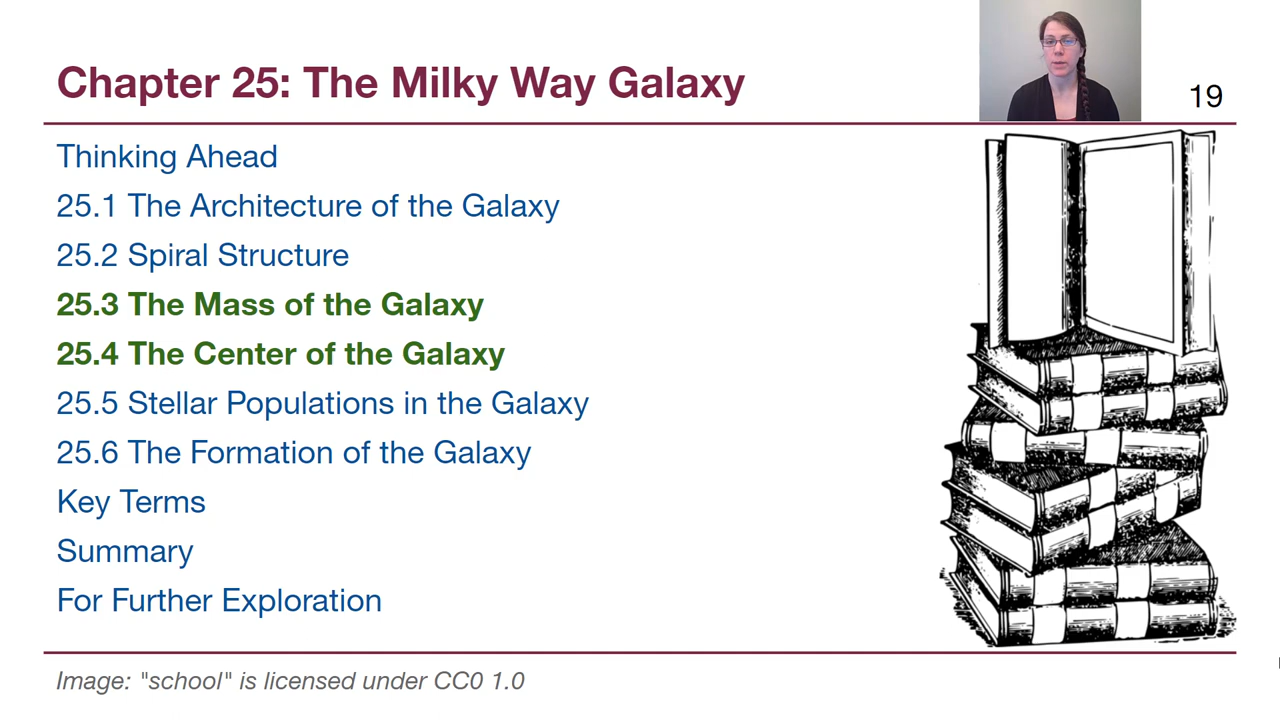 Chapter 25: The Milky Way Galaxy
19
Thinking Ahead
25.1 The Architecture of the Galaxy
25.2 Spiral Structure
25.3 The Mass of the Galaxy
25.4 The Center of the Galaxy
25.5 Stellar Populations in the Galaxy
25.6 The Formation of the Galaxy
Key Terms
Summary
For Further Exploration
Image: "school" is licensed under CC0 1.0